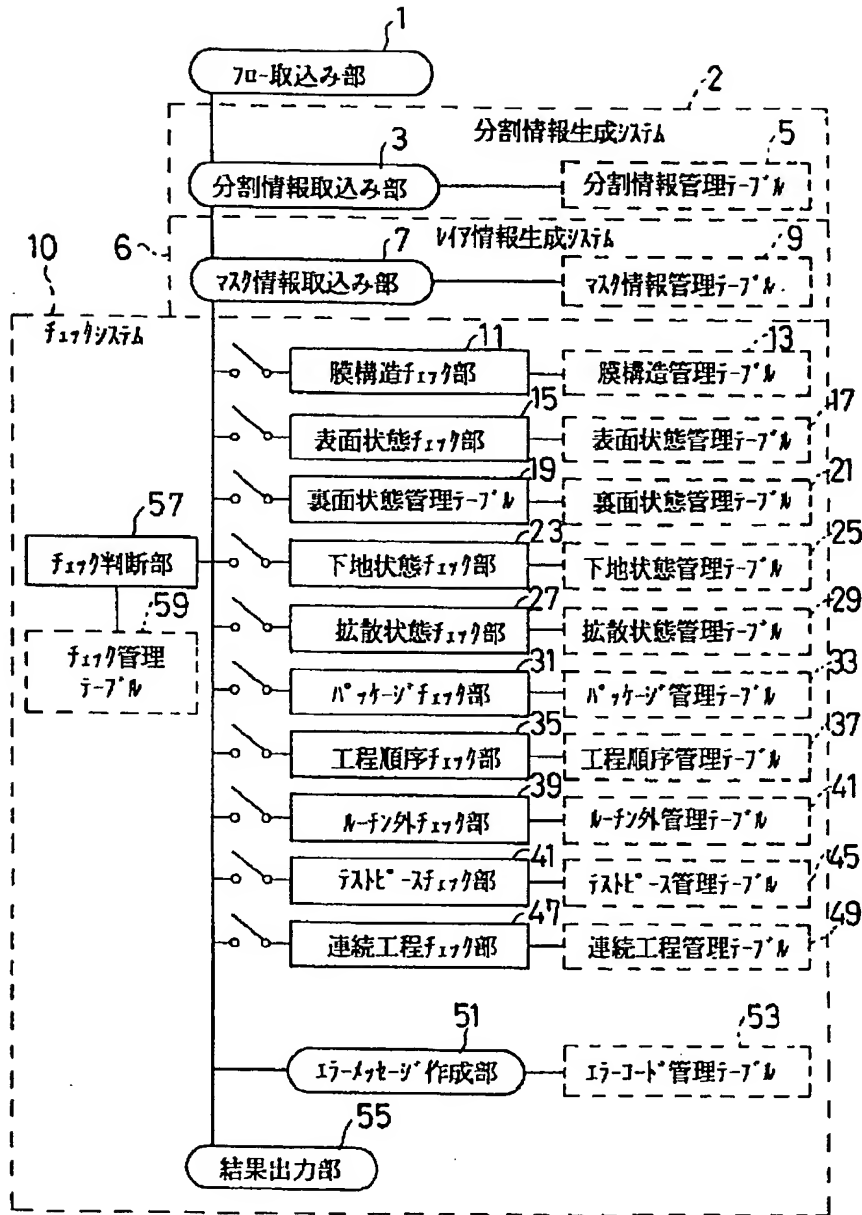 1
フロー取込み部
2
分割情報生成システム
3
5
分割情報取込み部
分割情報管理テーブル
6
レイア情報生成システム
7
9
10
マスク情報取込み部
マスク情報管理テーブル
チェックシステム
11
13
膜構造チェック部
膜構造管理テーブル
15
17
表面状態チェック部
表面状態管理テーブル
19
21
裏面状態管理テーブル
裏面状態管理テーブル
57
23
25
チェック判断部
下地状態チェック部
下地状態管理テーブル
59
27
29
チェック管理
テーブル
拡散状態チェック部
拡散状態管理テーブル
31
33
パッケージチェック部
パッケージ管理テーブル
35
37
工程順序チェック部
工程順序管理テーブル
39
41
ルーチン外チェック部
ルーチン外管理テーブル
41
45
テストピースチェック部
テストピース管理テーブル
47
49
連続工程チェック部
連続工程管理テーブル
51
53
エラーメッセージ作成部
エラーコード管理テーブル
55
結果出力部